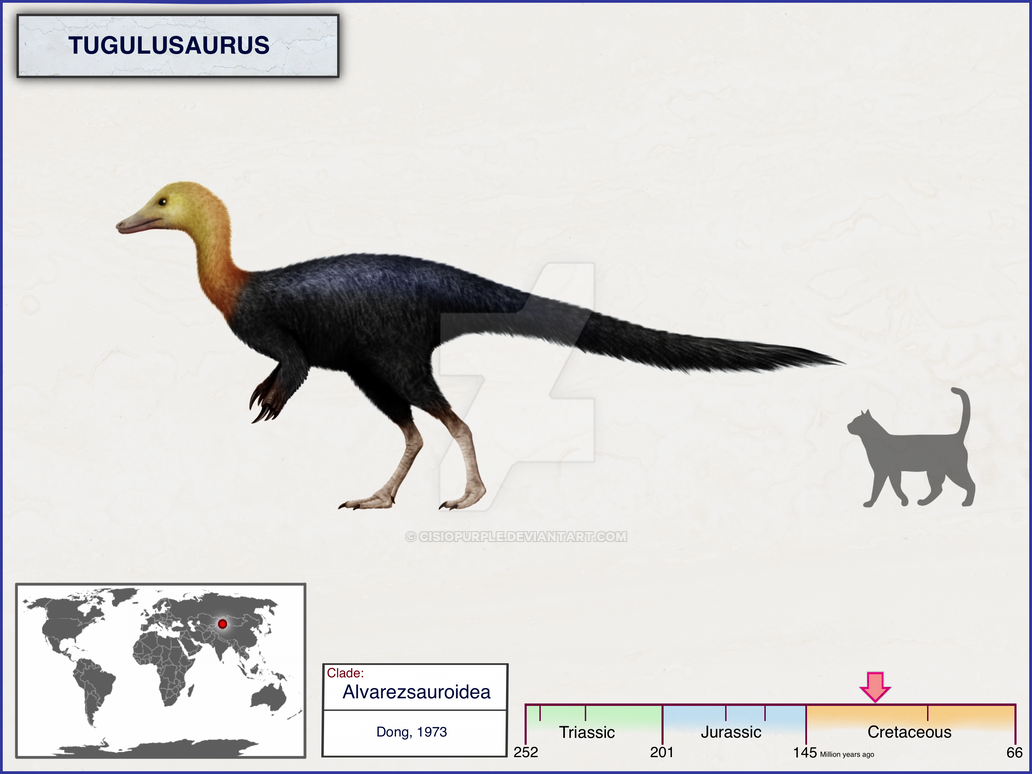 TUGULUSAURUS
© CISIOPURPLE.DEVIANTART.COM
Clade:
Alvarezsauroidea
Dong, 1973
Triassic
Jurassic
Cretaceous
252
201
145 Million years ago
66